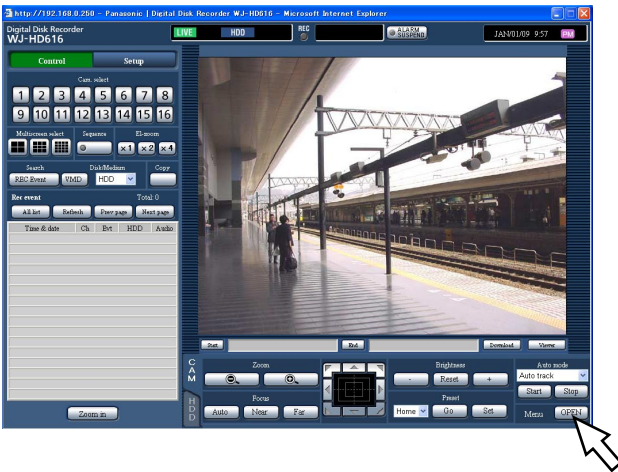 http://192.168.0.250 - Panasonic | Digital Disk Recorder WJ-HD616 - Microsoft Internet Explorer
Digital Disk Recorder
WJ-HD616
LIVE HDD REC ALARM SUSPEND JAN/01/09 9:57 PM
Control Setup
Cam. select
1 2 3 4 5 6 7 8
9 10 11 12 13 14 15 16
Multiscreen select Sequence El-zoom
x1 x2 x4
Search Disk/Medium Copy
REC Event VMD HDD
Rec event Total: 0
All list Refresh Prev page Next page
Time & date Ch Evt HDD Audio
Start End Download Viewer
CAM
HDD
Zoom Brightness Auto mode
- Reset + Auto track
Start Stop
Focus Preset
Auto Near Far Home Go Set Menu OPEN
Zoom in